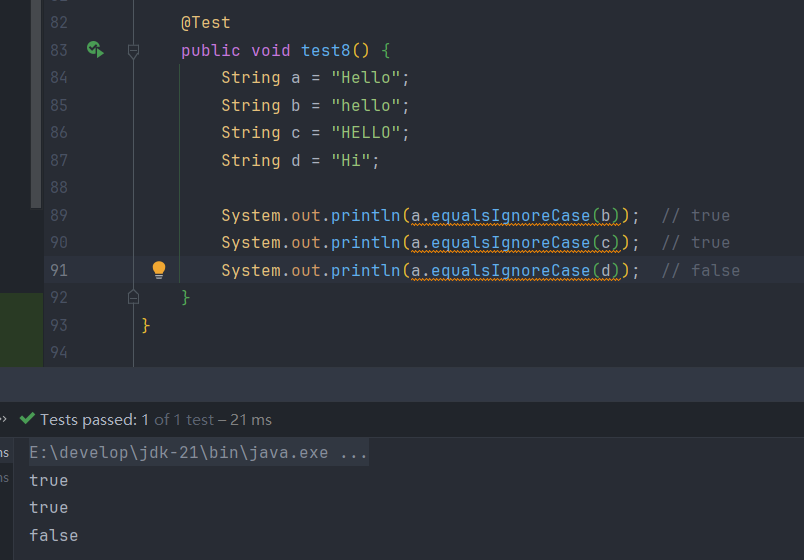 82 @Test
83 public void test8() {
84 String a = "Hello";
85 String b = "hello";
86 String c = "HELLO";
87 String d = "Hi";
88
89 System.out.println(a.equalsIgnoreCase(b)); // true
90 System.out.println(a.equalsIgnoreCase(c)); // true
91 System.out.println(a.equalsIgnoreCase(d)); // false
92 }
93 }
94
Tests passed: 1 of 1 test – 21 ms
ms E:\develop\jdk-21\bin\java.exe ...
ms true
true
false